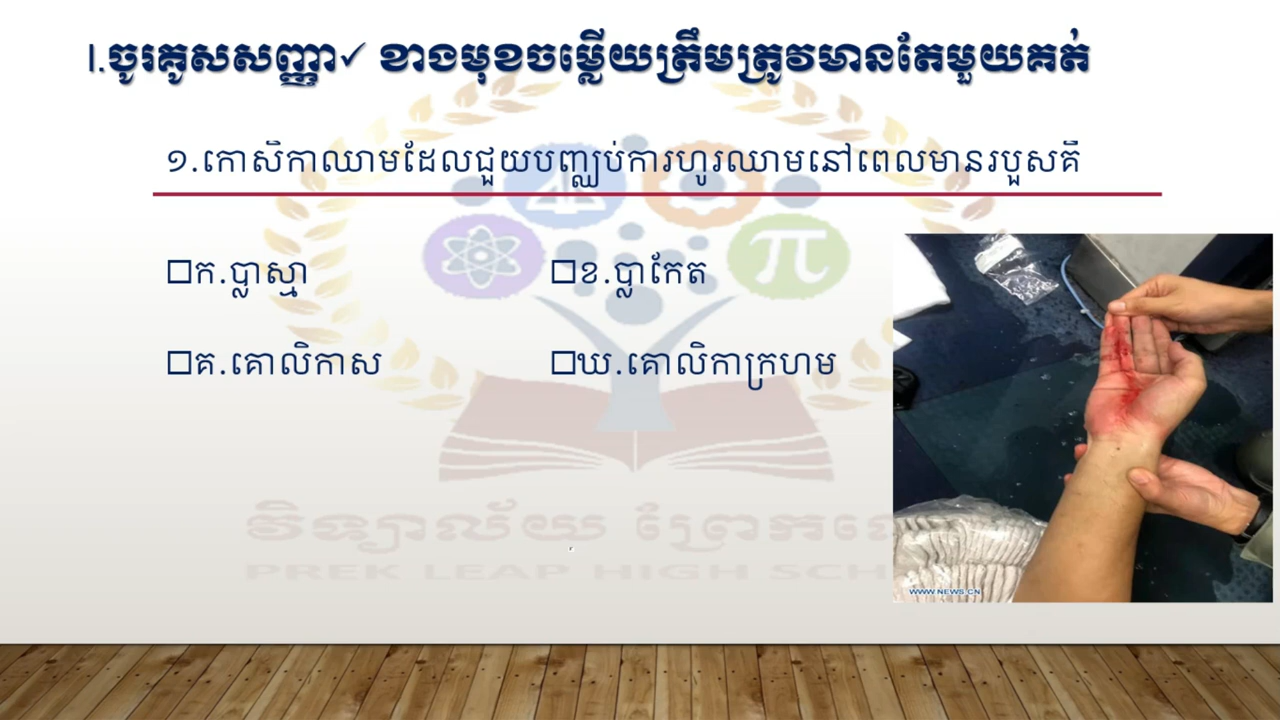 I.ចូរគូសសញ្ញា✓ ខាងមុខចម្លើយត្រឹមត្រូវមានតែមួយគត់
១.កោសិកាឈាមដែលជួយបញ្ឈប់ការហូរឈាមនៅពេលមានរបួសគឺ
□ក.ប្លាស្មា
□ខ.ប្លាកែត
□គ.គោលិកាស
□ឃ.គោលិកាក្រហម
វិទ្យាល័យ ព្រែក
PREK LEAP HIGH SCH
WWW.NEWS.CN